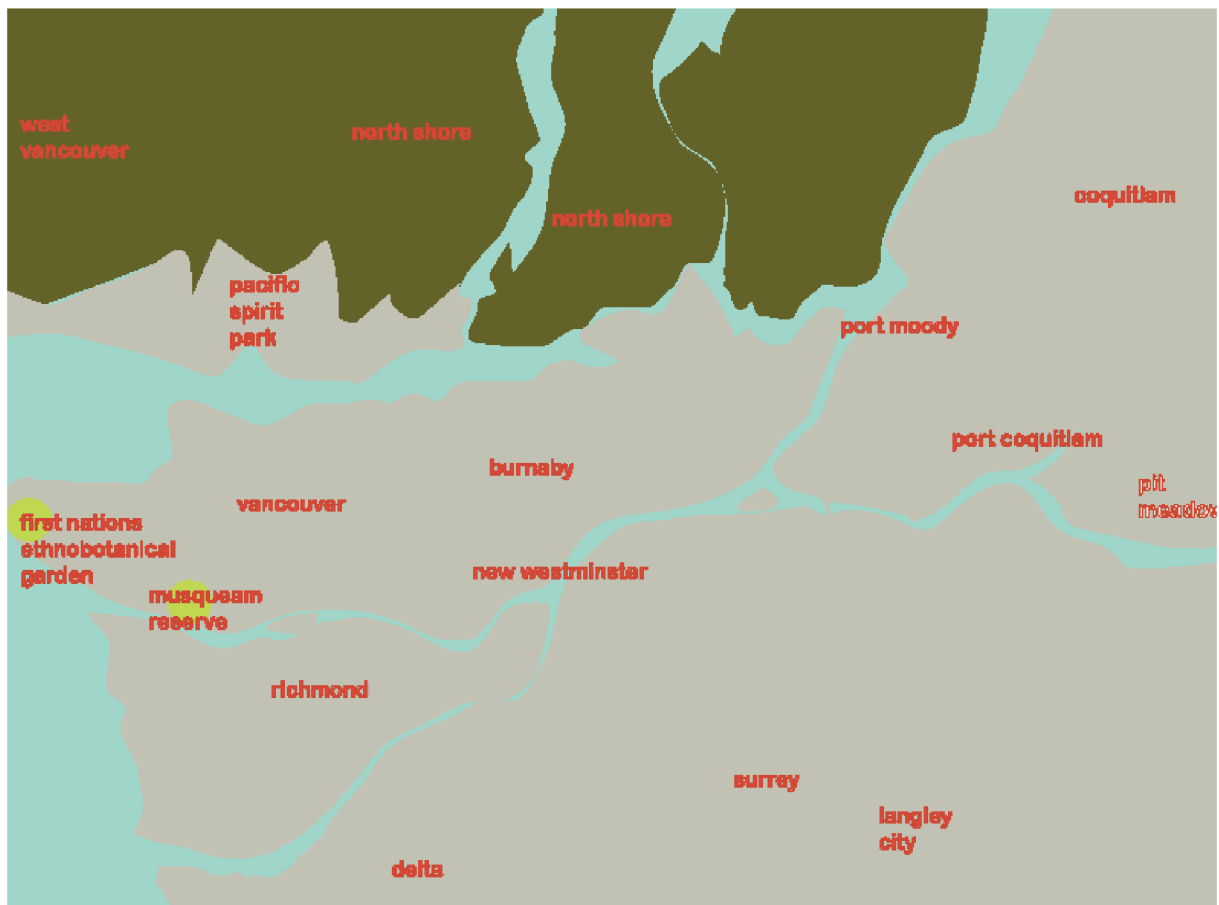 west
vancouver
north shore
coquitlam
north shore
pacific
spirit
park
port moody
port coquitlam
burnaby
pit
meadow
vancouver
first nations
ethnobotanical
garden
new westminster
musqueam
reserve
richmond
surrey
langley
city
delta